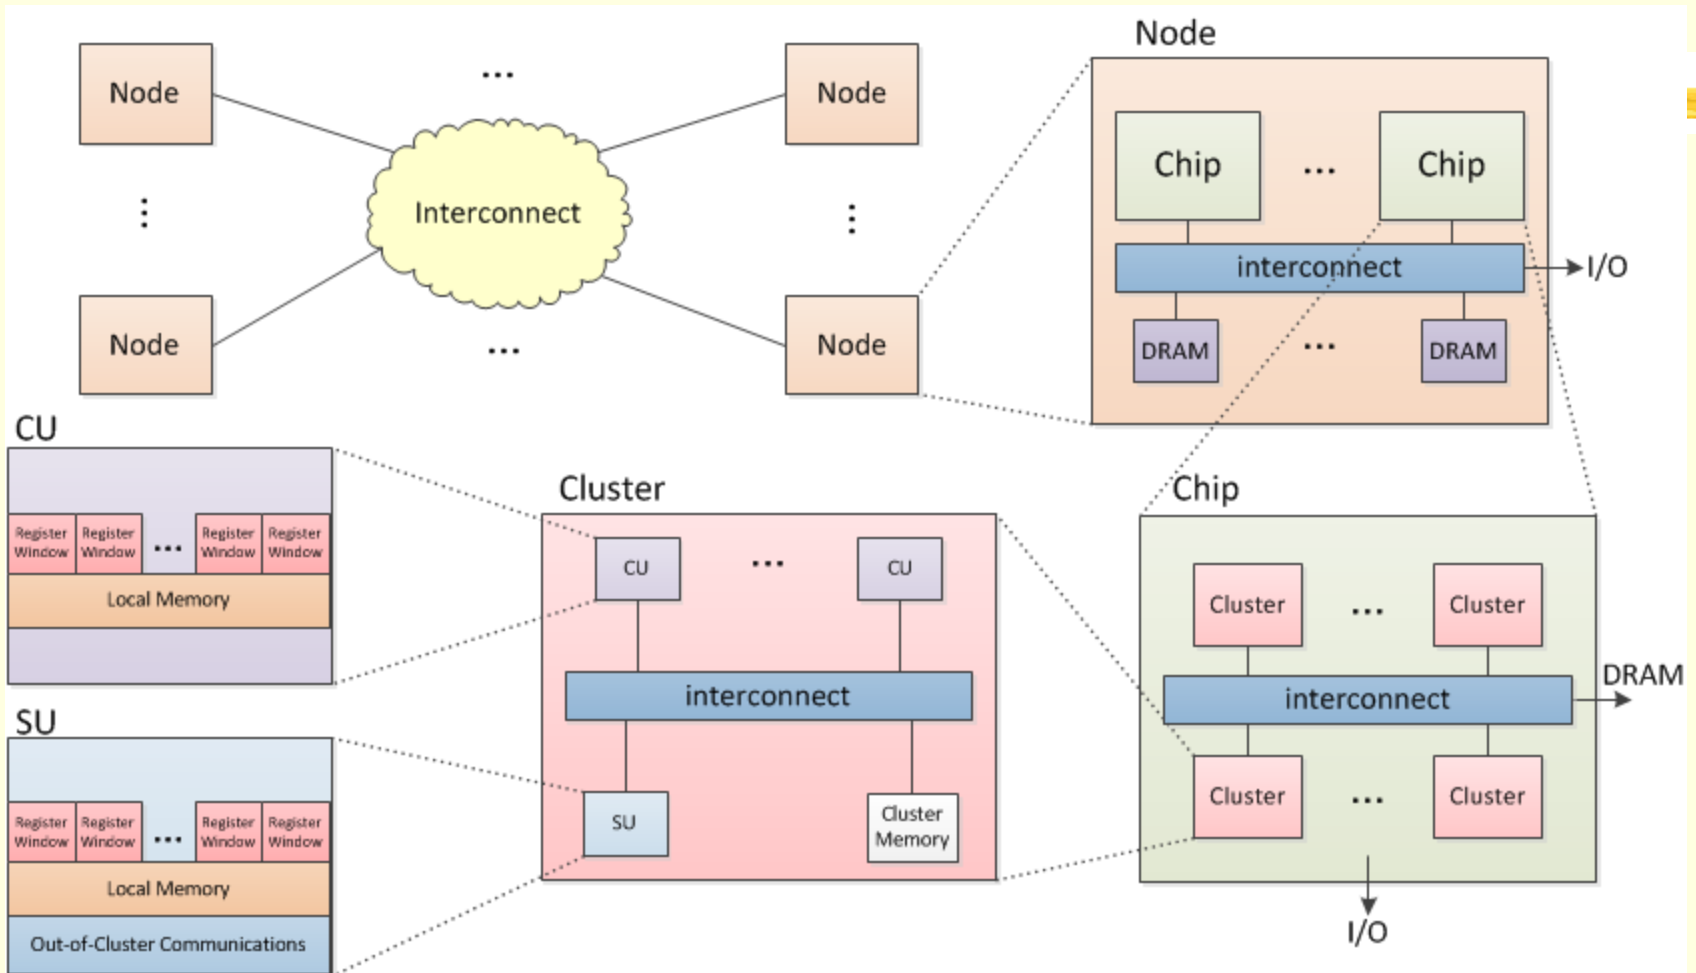 Node
...
Node
Interconnect
Node
...
Node
Node
Chip
...
Chip
interconnect
I/O
DRAM
...
DRAM
CU
Register Window
Register Window
...
Register Window
Register Window
Local Memory
SU
Register Window
Register Window
...
Register Window
Register Window
Local Memory
Out-of-Cluster Communications
Cluster
CU
...
CU
interconnect
SU
Cluster
Memory
Chip
Cluster
...
Cluster
interconnect
DRAM
Cluster
...
Cluster
I/O